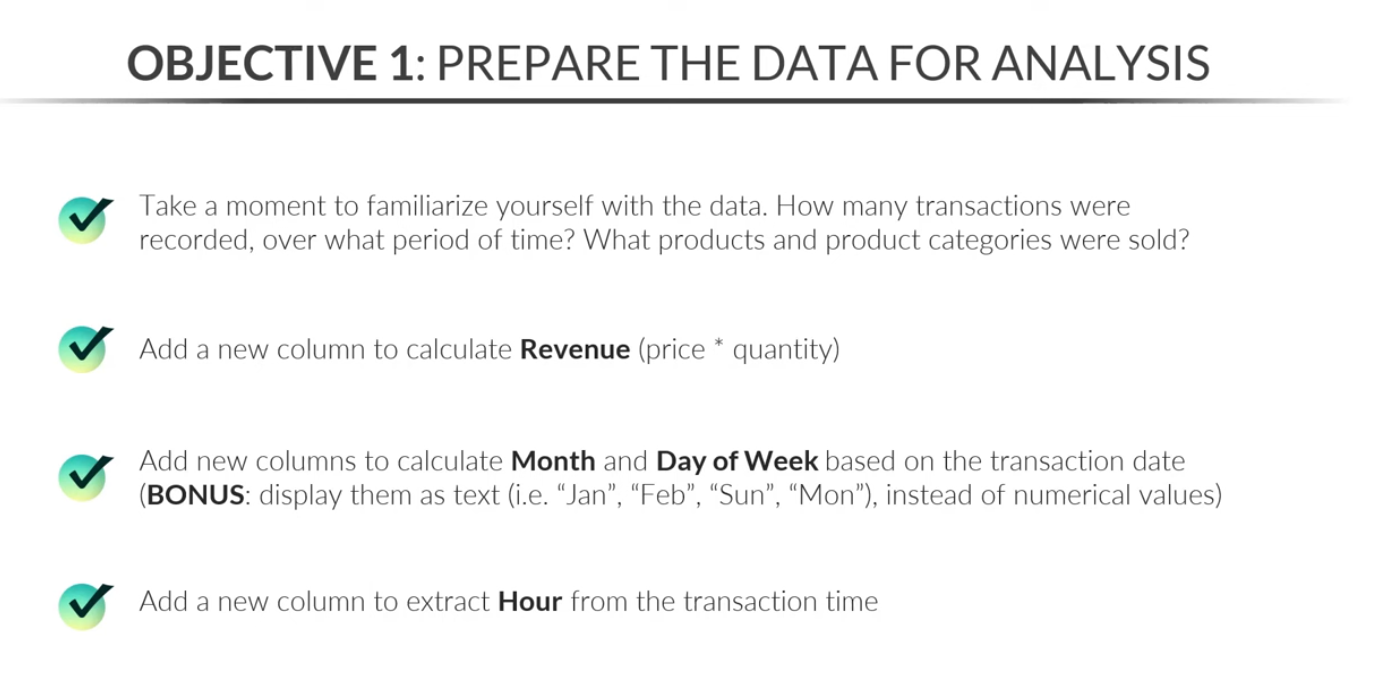 OBJECTIVE 1: PREPARE THE DATA FOR ANALYSIS
Take a moment to familiarize yourself with the data. How many transactions were
recorded, over what period of time? What products and product categories were sold?
Add a new column to calculate Revenue (price * quantity)
Add new columns to calculate Month and Day of Week based on the transaction date
(BONUS: display them as text (i.e. “Jan”, “Feb”, “Sun”, “Mon”), instead of numerical values)
Add a new column to extract Hour from the transaction time